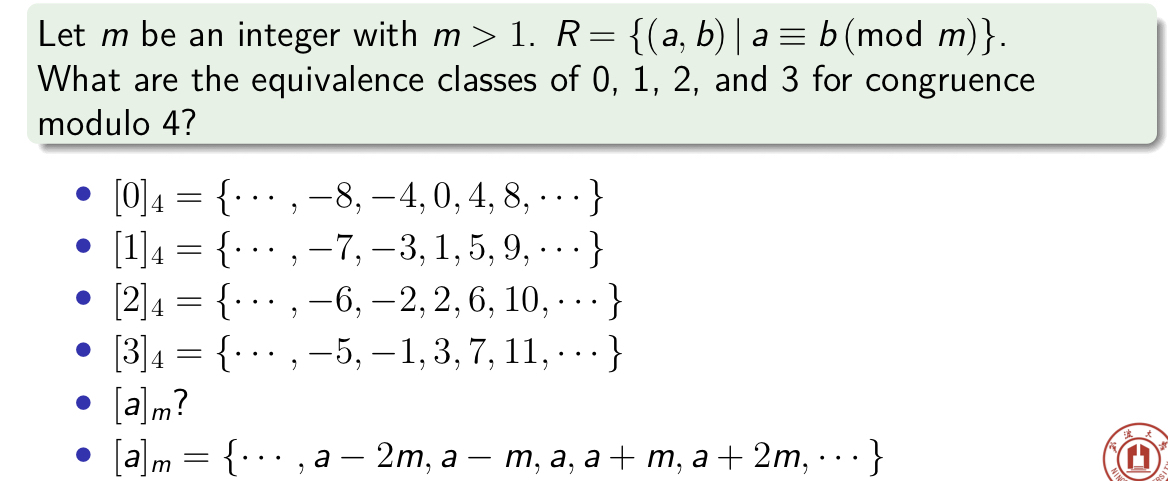 Let m be an integer with m > 1. R = {(a, b) | a ≡ b (mod m)}.
What are the equivalence classes of 0, 1, 2, and 3 for congruence
modulo 4?
• [0]₄ = {··· , −8, −4, 0, 4, 8, ···}
• [1]₄ = {··· , −7, −3, 1, 5, 9, ···}
• [2]₄ = {··· , −6, −2, 2, 6, 10, ···}
• [3]₄ = {··· , −5, −1, 3, 7, 11, ···}
• [a]ₘ?
• [a]ₘ = {··· , a − 2m, a − m, a, a + m, a + 2m, ···}